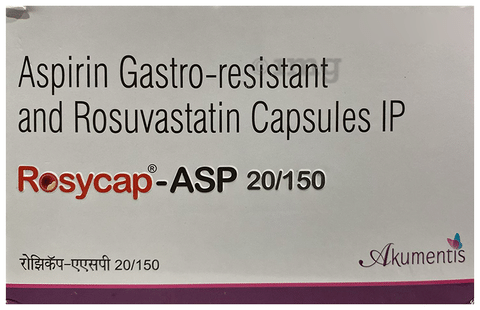 Aspirin Gastro-resistant
and Rosuvastatin Capsules IP
Rosycap®-ASP 20/150
रोझिकॅप-एएसपी 20/150
Akumentis